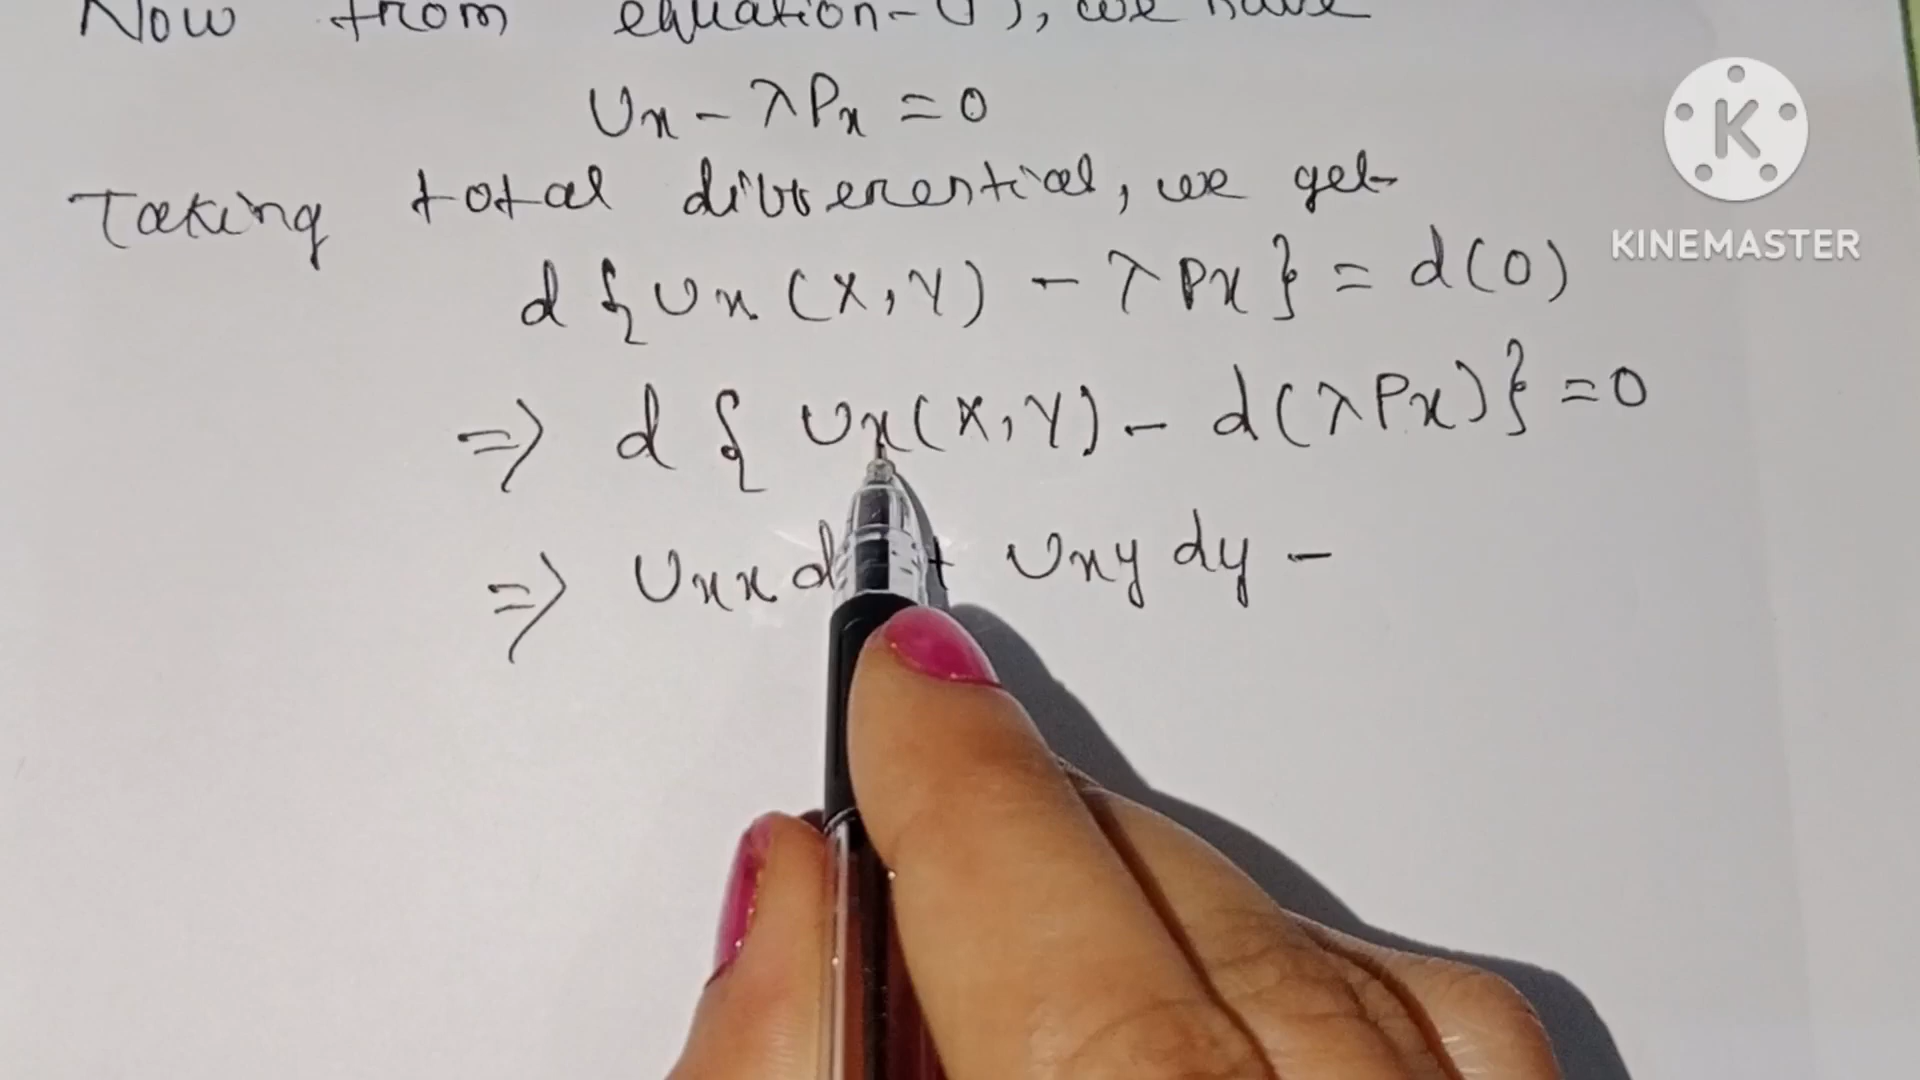 Now from equation-(1), we have
Ux - λPx = 0
Taking total differential, we get
d{Ux(X,Y) - λPx} = d(0)
=> d{Ux(X,Y) - d(λPx)} = 0
=> Uxx d + Uxy dy -
K
KINEMASTER